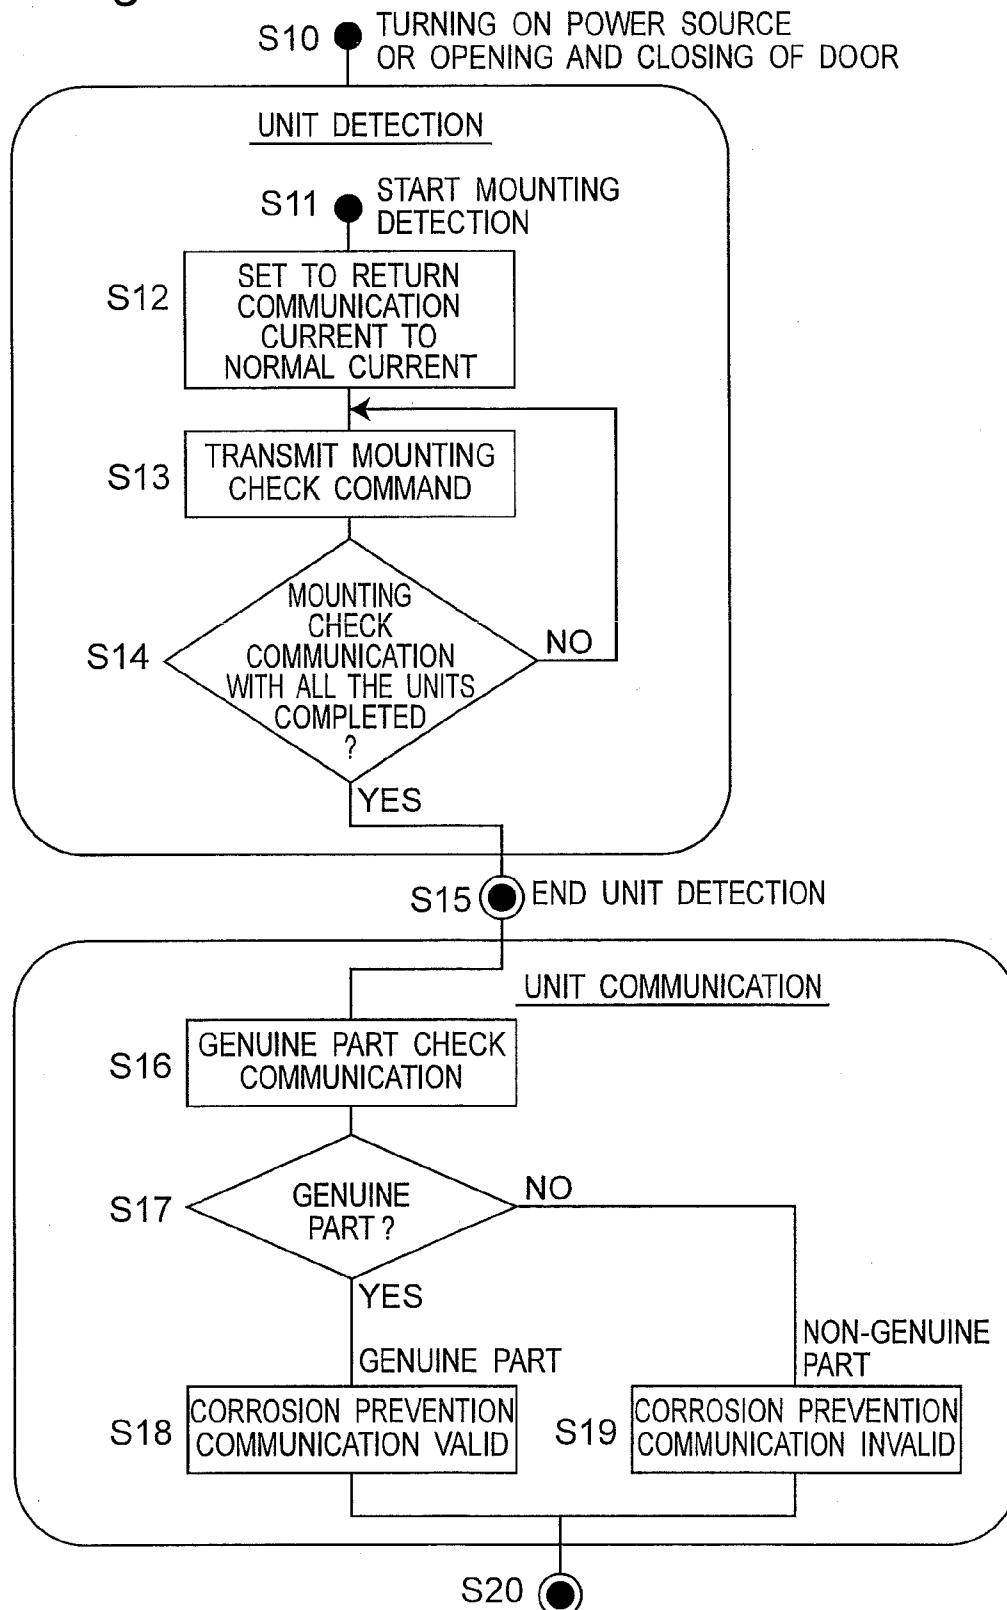 S10
TURNING ON POWER SOURCE
OR OPENING AND CLOSING OF DOOR
UNIT DETECTION
S11
START MOUNTING
DETECTION
S12
SET TO RETURN
COMMUNICATION
CURRENT TO
NORMAL CURRENT
S13
TRANSMIT MOUNTING
CHECK COMMAND
S14
MOUNTING
CHECK
COMMUNICATION
WITH ALL THE UNITS
COMPLETED
?
NO
YES
S15
END UNIT DETECTION
UNIT COMMUNICATION
S16
GENUINE PART CHECK
COMMUNICATION
S17
GENUINE
PART ?
NO
YES
GENUINE PART
NON-GENUINE
PART
S18
CORROSION PREVENTION
COMMUNICATION VALID
S19
CORROSION PREVENTION
COMMUNICATION INVALID
S20